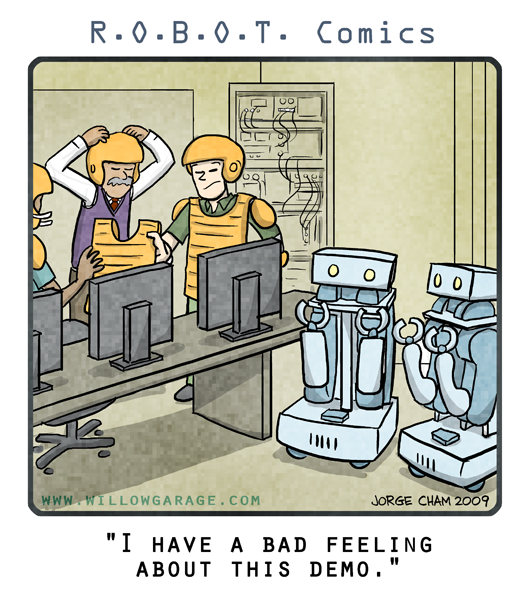 R.O.B.O.T. Comics
WWW.WILLOWGARAGE.COM
JORGE CHAM 2009
"I HAVE A BAD FEELING
ABOUT THIS DEMO."